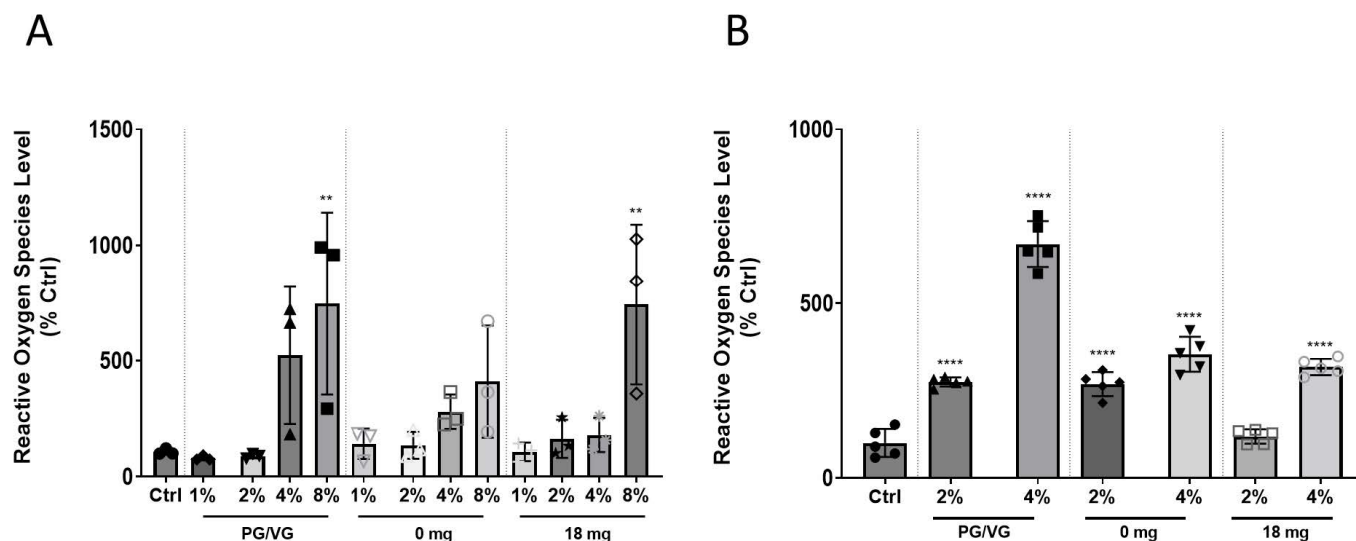 A
Reactive Oxygen Species Level
(% Ctrl)
1500
1000
500
0
**
**
Ctrl 1% 2% 4% 8% 1% 2% 4% 8% 1% 2% 4% 8%
PG/VG 0 mg 18 mg
B
Reactive Oxygen Species Level
(% Ctrl)
1000
500
0
****
****
****
****
****
Ctrl 2% 4% 2% 4% 2% 4%
PG/VG 0 mg 18 mg